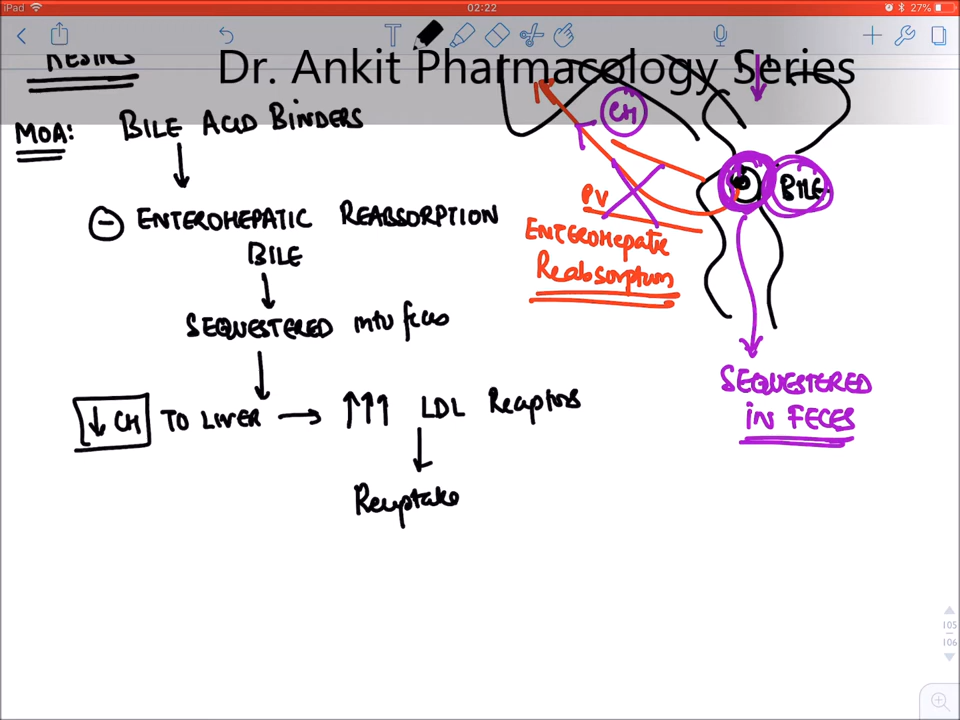 iPad
02:22
27%
T
RESINS
Dr. Ankit Pharmacology Series
MOA: BILE ACID BINDERS
CH
⊖ ENTEROHEPATIC REABSORPTION
BILE
PV
BILE
ENTEROHepatic
Reabsorption
SEQUESTERED into feces
SEQUESTERED
in FECES
↓ CH TO LIVER → ↑↑↑ LDL Receptors
Reuptake
105
106